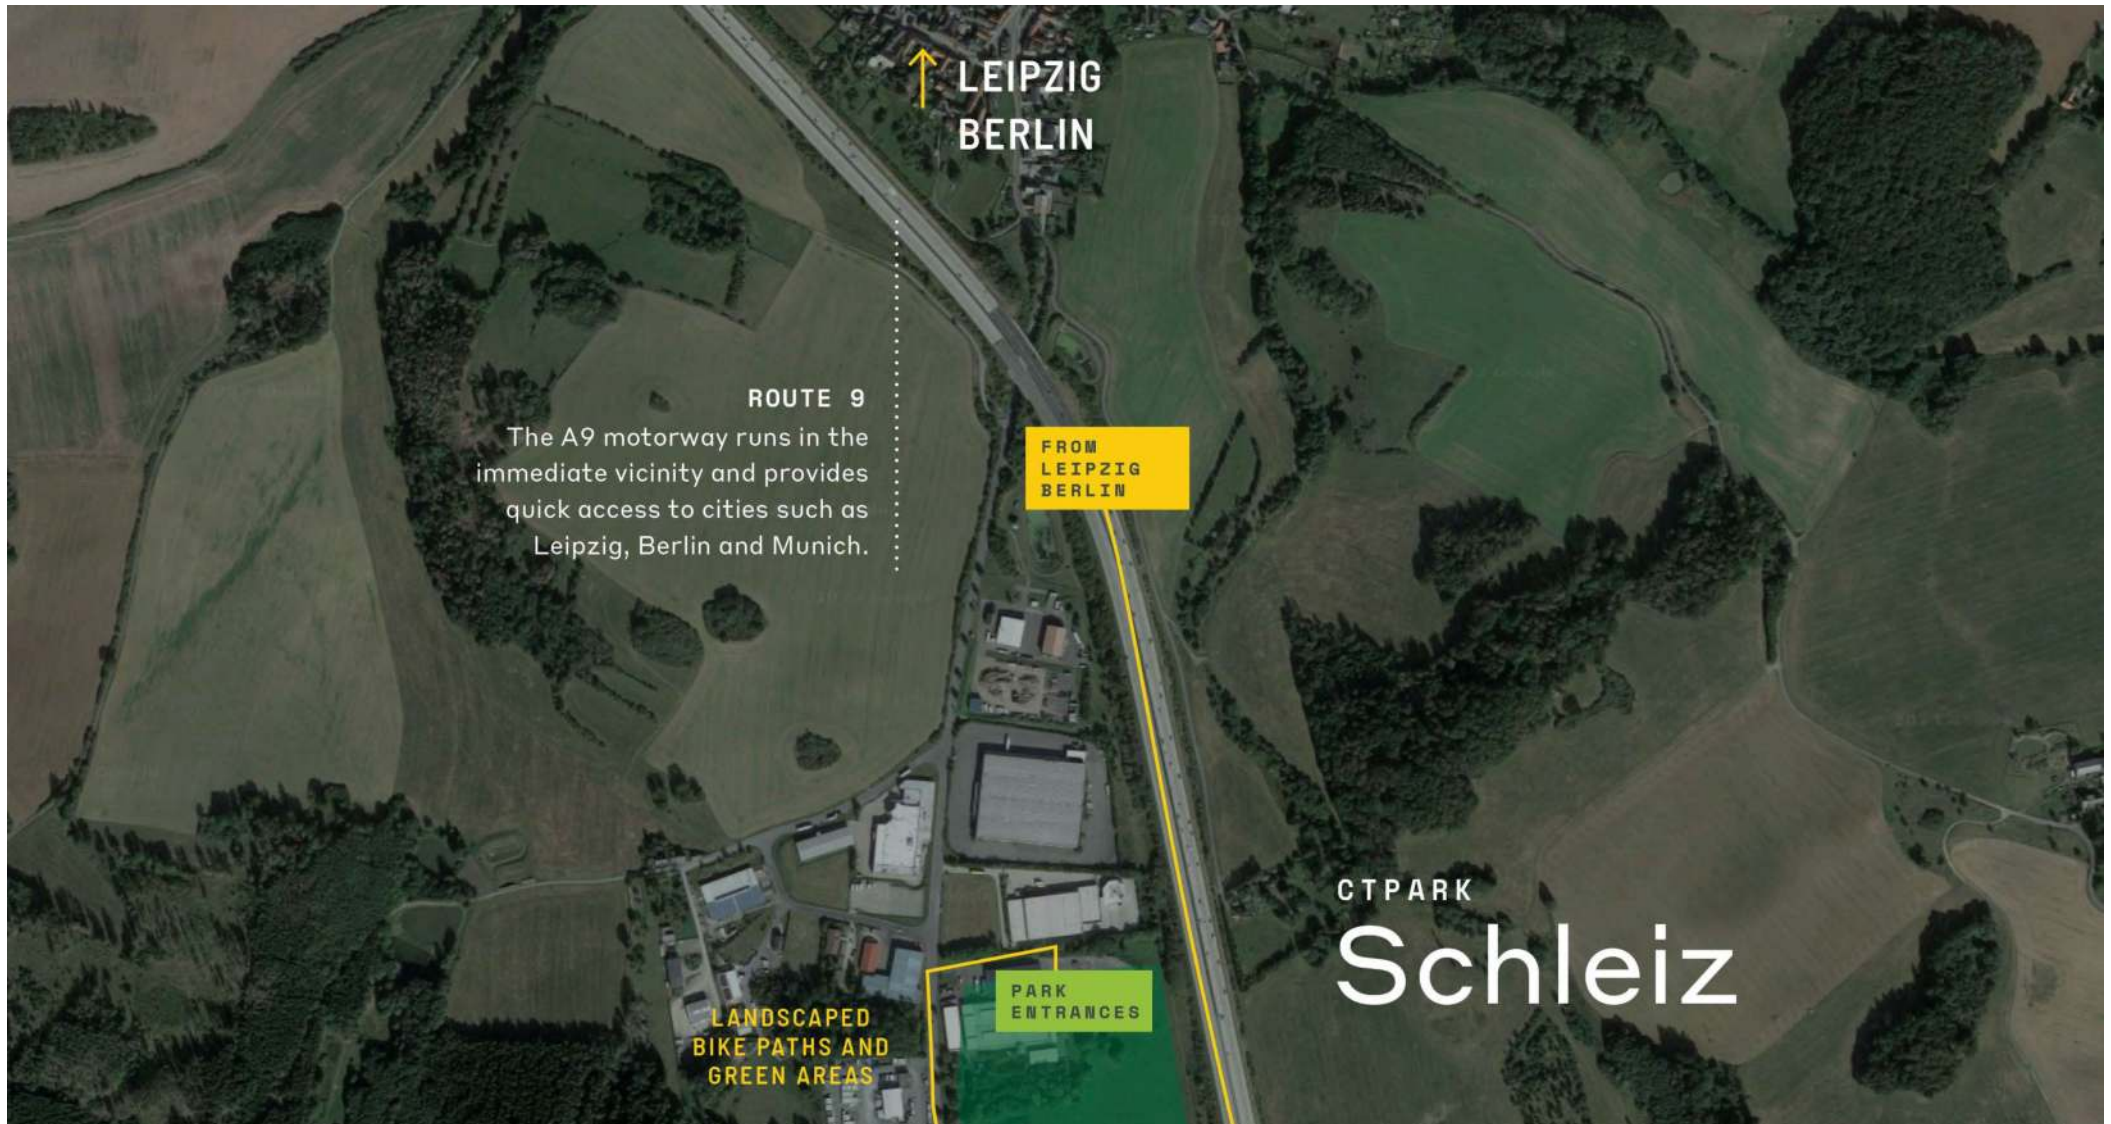 LEIPZIG
BERLIN
ROUTE 9
The A9 motorway runs in the
immediate vicinity and provides
quick access to cities such as
Leipzig, Berlin and Munich.
FROM
LEIPZIG
BERLIN
CTPARK
Schleiz
PARK
ENTRANCES
LANDSCAPED
BIKE PATHS AND
GREEN AREAS